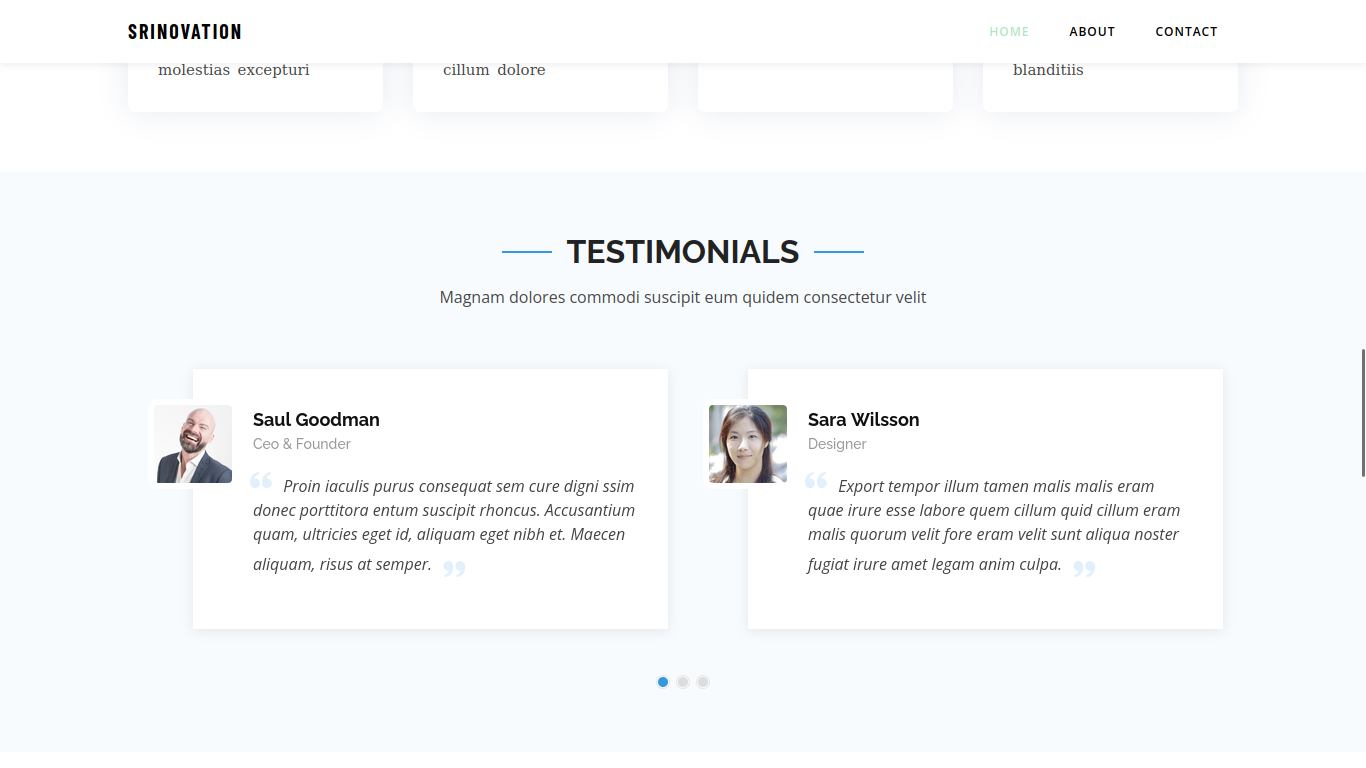 SRINOVATION
HOME ABOUT CONTACT
molestias excepturi
cillum dolore
blanditiis
TESTIMONIALS
Magnam dolores commodi suscipit eum quidem consectetur velit
Saul Goodman
Ceo & Founder
“ Proin iaculis purus consequat sem cure digni ssim
donec porttitora entum suscipit rhoncus. Accusantium
quam, ultricies eget id, aliquam eget nibh et. Maecen
aliquam, risus at semper. ”
Sara Wilsson
Designer
“ Export tempor illum tamen malis malis eram
quae irure esse labore quem cillum quid cillum eram
malis quorum velit fore eram velit sunt aliqua noster
fugiat irure amet legam anim culpa. ”